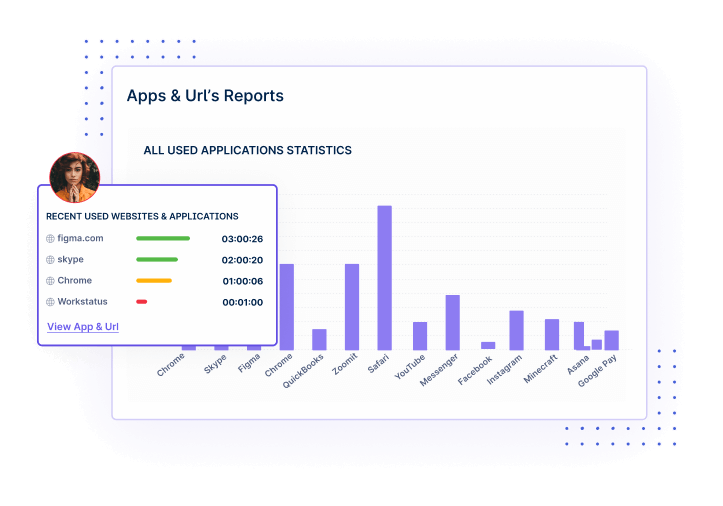 Apps & Url's Reports
ALL USED APPLICATIONS STATISTICS
RECENT USED WEBSITES & APPLICATIONS
figma.com 03:00:26
skype 02:00:20
Chrome 01:00:06
Workstatus 00:01:00
View App & Url
Chrome Skype Figma Chrome QuickBooks Zoomit Safari YouTube Messenger Facebook Instagram Minecraft Asana Google Pay